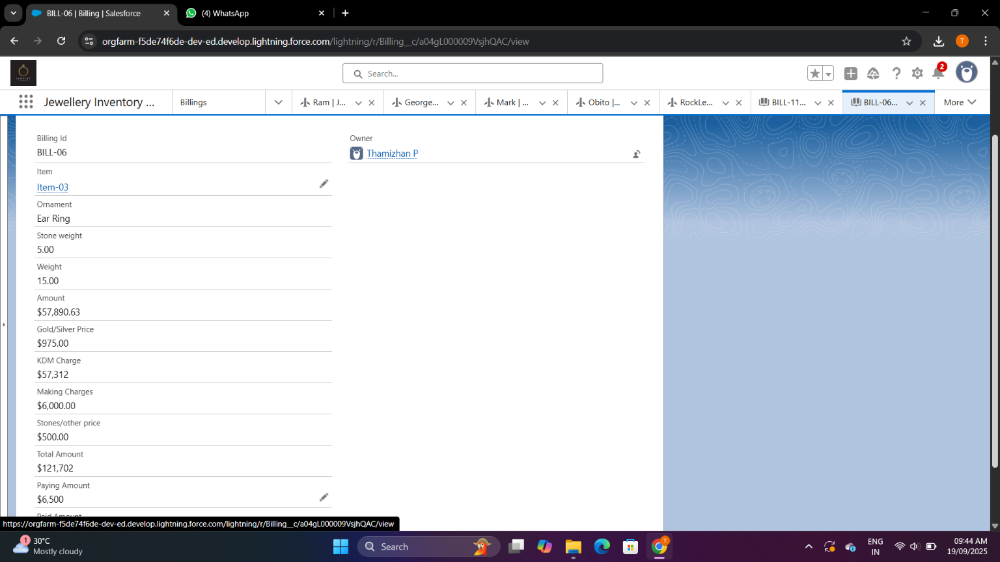 BILL-06 | Billing | Salesforce
(4) WhatsApp
orgfarm-f5de74f6de-dev-ed.develop.lightning.force.com/lightning/r/Billing__c/a04gL000009VsjhQAC/view
T
Search...
2
Jewellery Inventory ...
Billings
Ram | J...
George...
Mark | ...
Obito |...
RockLe...
BILL-11...
BILL-06...
More
Billing Id
BILL-06
Owner
Thamizhan P
Item
Item-03
Ornament
Ear Ring
Stone weight
5.00
Weight
15.00
Amount
$57,890.63
Gold/Silver Price
$975.00
KDM Charge
$57,312
Making Charges
$6,000.00
Stones/other price
$500.00
Total Amount
$121,702
Paying Amount
$6,500
Paid Amount
https://orgfarm-f5de74f6de-dev-ed.develop.lightning.force.com/lightning/r/Billing__c/a04gL000009VsjhQAC/view
1
30°C
Mostly cloudy
Search
T
ENG
IN
09:44 AM
19/09/2025